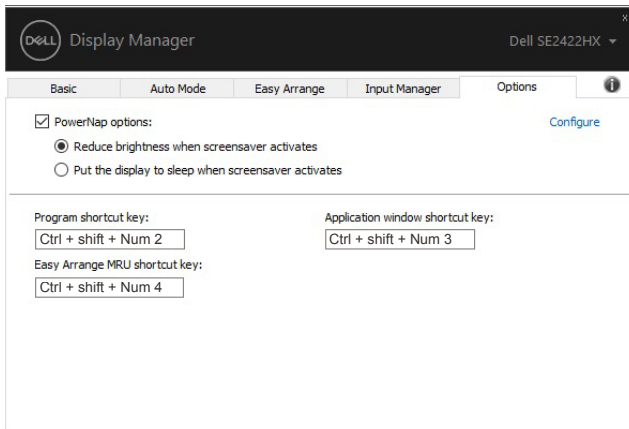 DELL Display Manager
Dell SE2422HX
Basic Auto Mode Easy Arrange Input Manager Options
PowerNap options: Configure
Reduce brightness when screensaver activates
Put the display to sleep when screensaver activates
Program shortcut key: Application window shortcut key:
Ctrl + shift + Num 2 Ctrl + shift + Num 3
Easy Arrange MRU shortcut key:
Ctrl + shift + Num 4